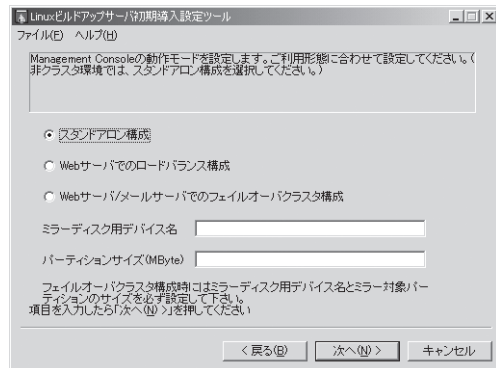 Linuxビルドアップサーバ初期導入設定ツール
ファイル(F) ヘルプ(H)
Management Consoleの動作モードを設定します。ご利用形態に合わせて設定してください。(
非クラスタ環境では、スタンドアロン構成を選択してください。)
スタンドアロン構成
Webサーバでのロードバランス構成
Webサーバ/メールサーバでのフェイルオーバクラスタ構成
ミラーディスク用デバイス名
パーティションサイズ(MByte)
フェイルオーバクラスタ構成時にはミラーディスク用デバイス名とミラー対象パー
ティションのサイズを必ず設定して下さい。
項目を入力したら「次へ(N) >」を押してください
< 戻る(B) 次へ(N) > キャンセル